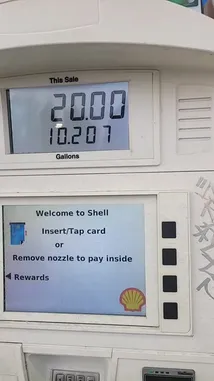 This Sale
20.00
10.207
Gallons
Welcome to Shell
Insert/Tap card
or
Remove nozzle to pay inside
Rewards